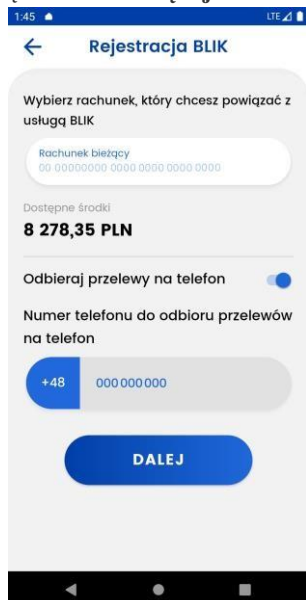 1:45 LTE
Rejestracja BLIK
Wybierz rachunek, który chcesz powiązać z
usługą BLIK
Rachunek bieżący
00 00000000 0000 0000 0000 0000
Dostępne środki
8 278,35 PLN
Odbieraj przelewy na telefon
Numer telefonu do odbioru przelewów
na telefon
+48 000 000 000
DALEJ